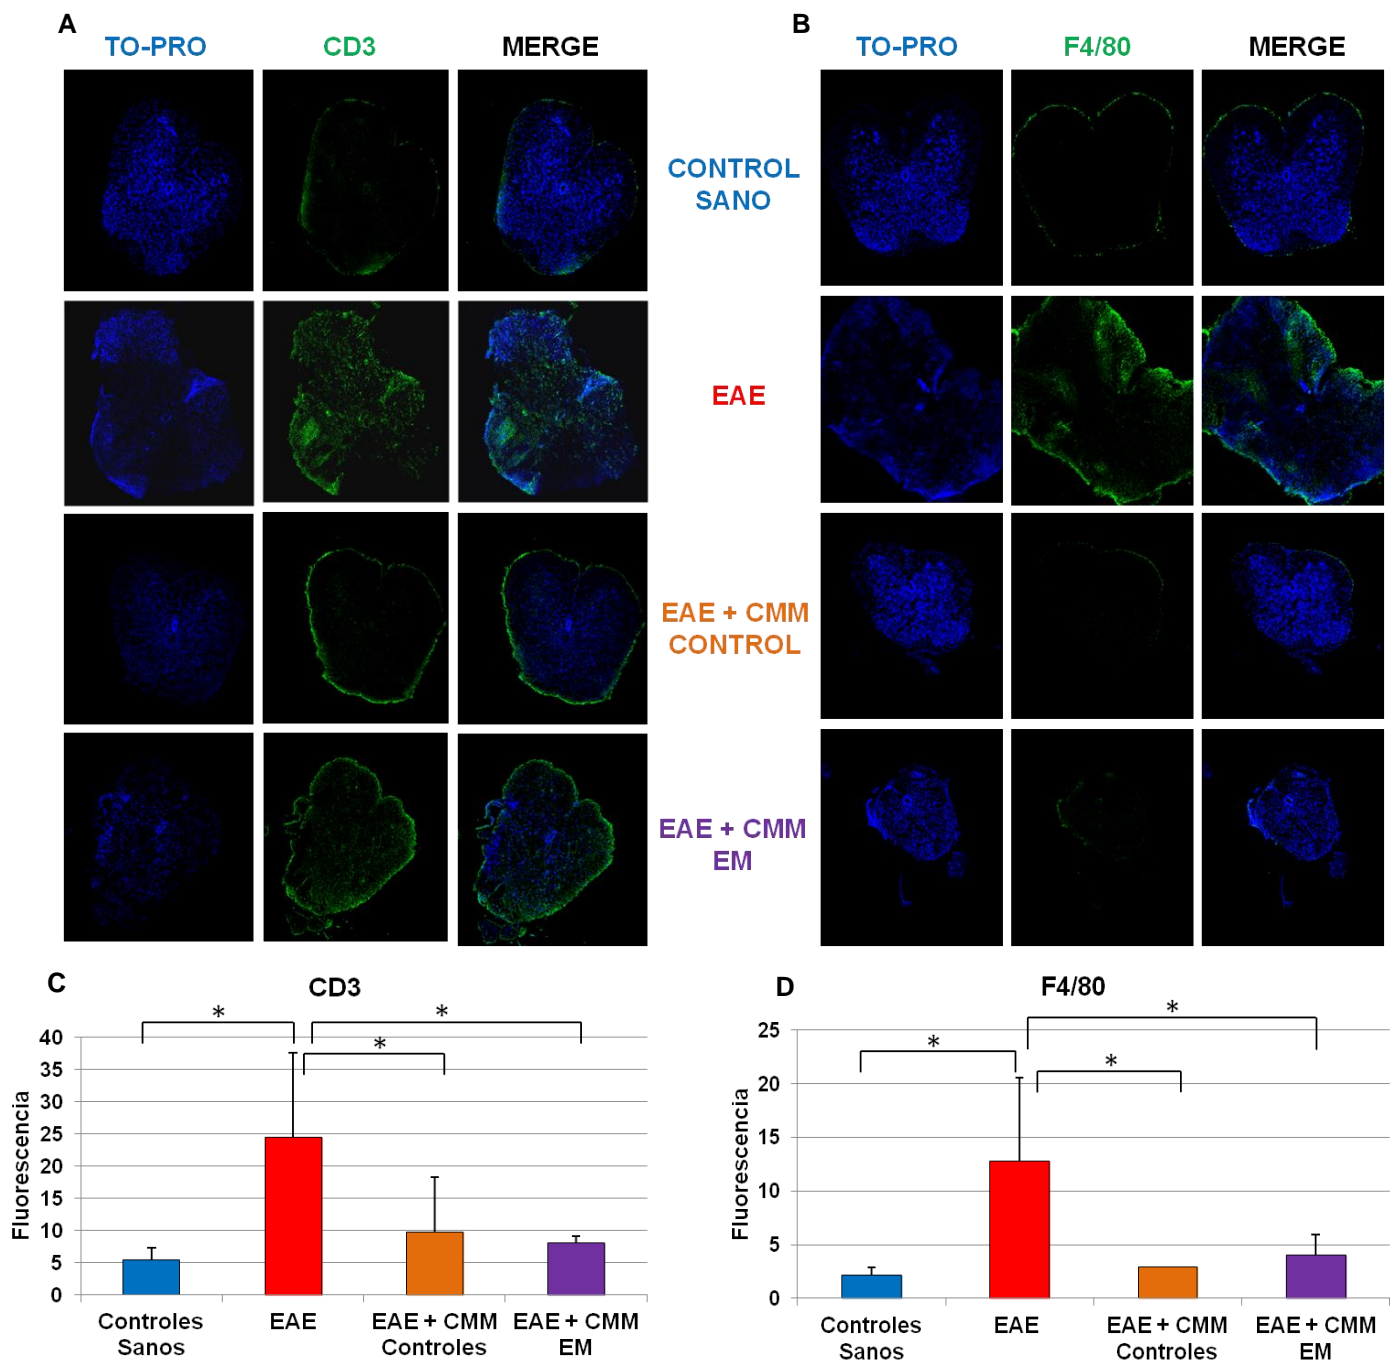 A
TO-PRO
CD3
MERGE
B
TO-PRO
F4/80
MERGE
CONTROL
SANO
EAE
EAE + CMM
CONTROL
EAE + CMM
EM
C
CD3
*
*
*
40
35
30
25
20
15
10
5
0
Fluorescencia
Controles
Sanos
EAE
EAE + CMM
Controles
EAE + CMM
EM
D
F4/80
*
*
*
25
20
15
10
5
0
Fluorescencia
Controles
Sanos
EAE
EAE + CMM
Controles
EAE + CMM
EM